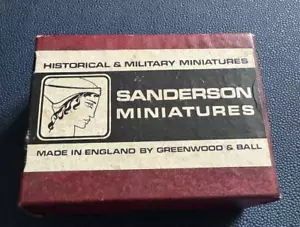 HISTORICAL & MILITARY MINIATURES
SANDERSON
MINIATURES
MADE IN ENGLAND BY GREENWOOD & BALL